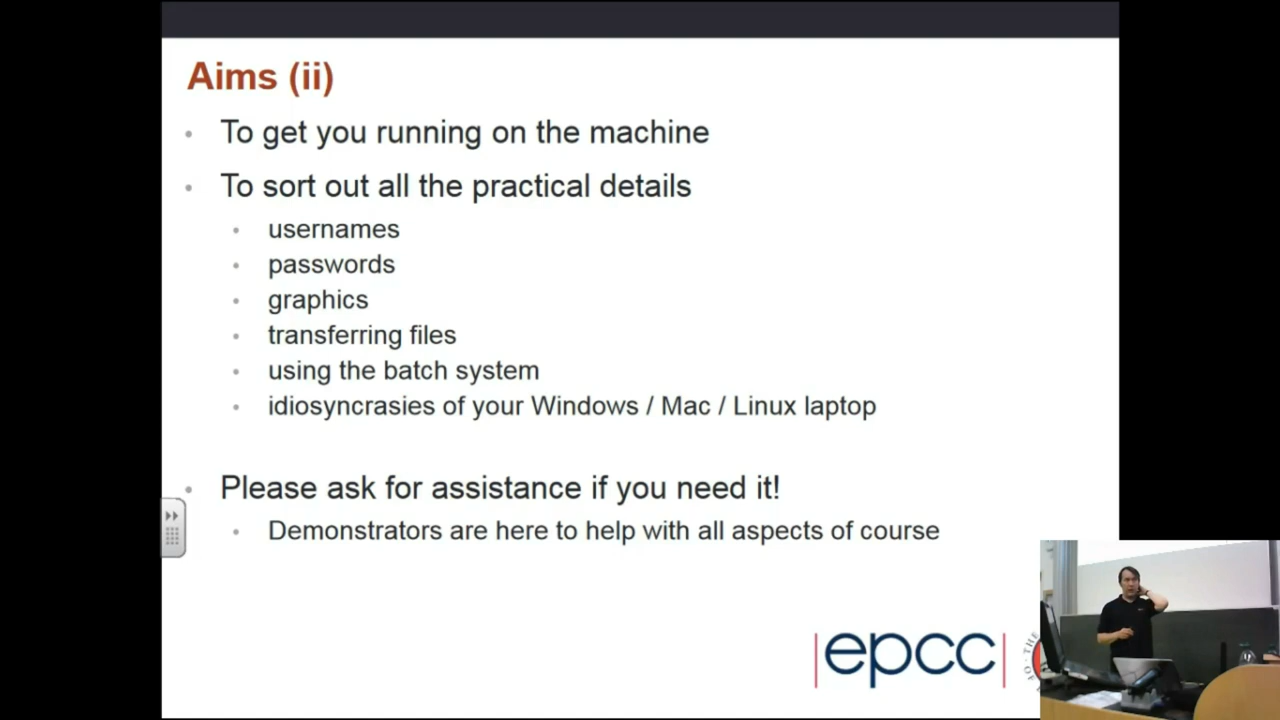 Aims (ii)
To get you running on the machine
To sort out all the practical details
usernames
passwords
graphics
transferring files
using the batch system
idiosyncrasies of your Windows / Mac / Linux laptop
Please ask for assistance if you need it!
Demonstrators are here to help with all aspects of course
|epcc|